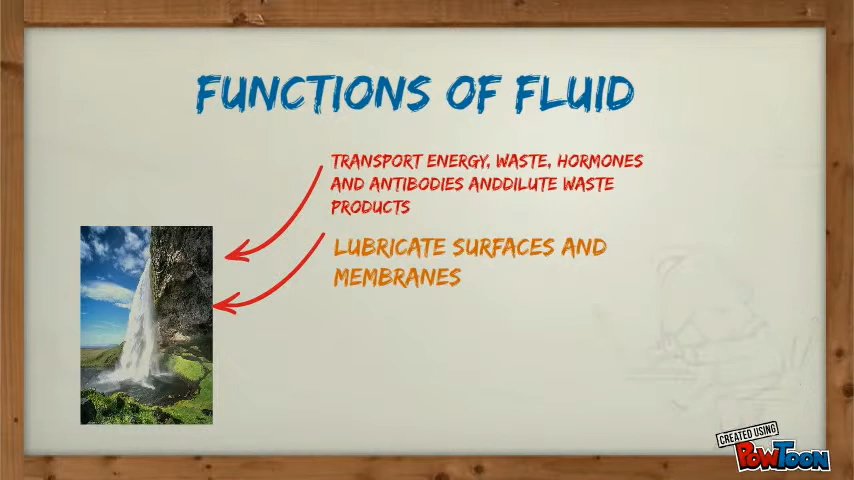 FUNCTIONS OF FLUID
TRANSPORT ENERGY, WASTE, HORMONES
AND ANTIBODIES ANDDILUTE WASTE
PRODUCTS
LUBRICATE SURFACES AND
MEMBRANES
CREATED USING
POWTOON